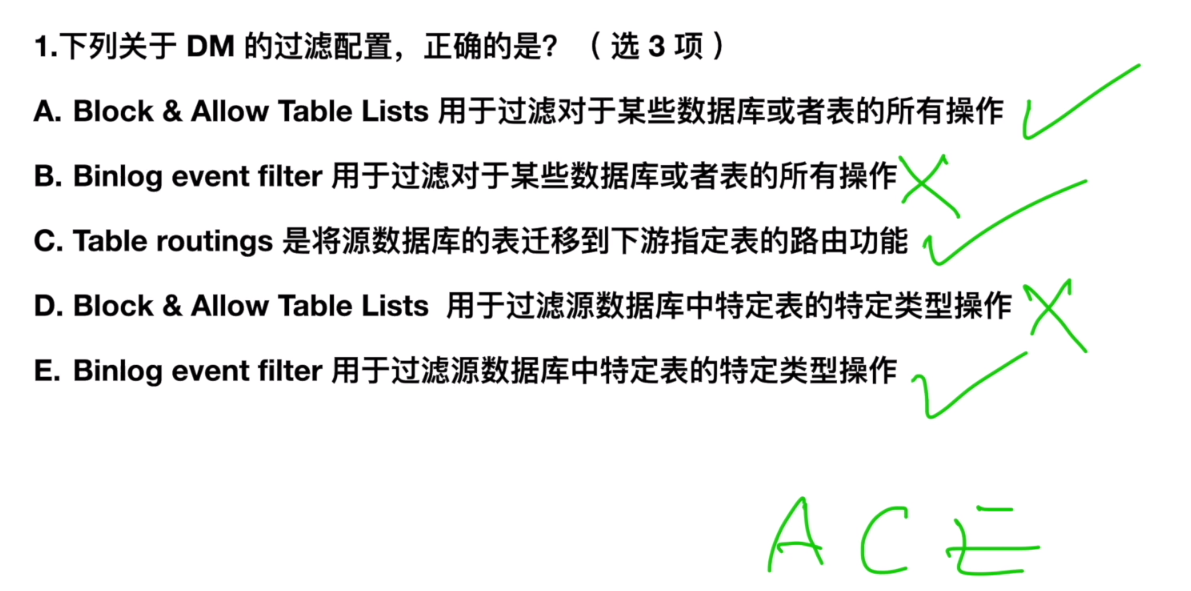 1.下列关于 DM 的过滤配置，正确的是？（ 选 3 项 ）
A. Block & Allow Table Lists 用于过滤对于某些数据库或者表的所有操作
B. Binlog event filter 用于过滤对于某些数据库或者表的所有操作
C. Table routings 是将源数据库的表迁移到下游指定表的路由功能
D. Block & Allow Table Lists 用于过滤源数据库中特定表的特定类型操作
E. Binlog event filter 用于过滤源数据库中特定表的特定类型操作
A C E